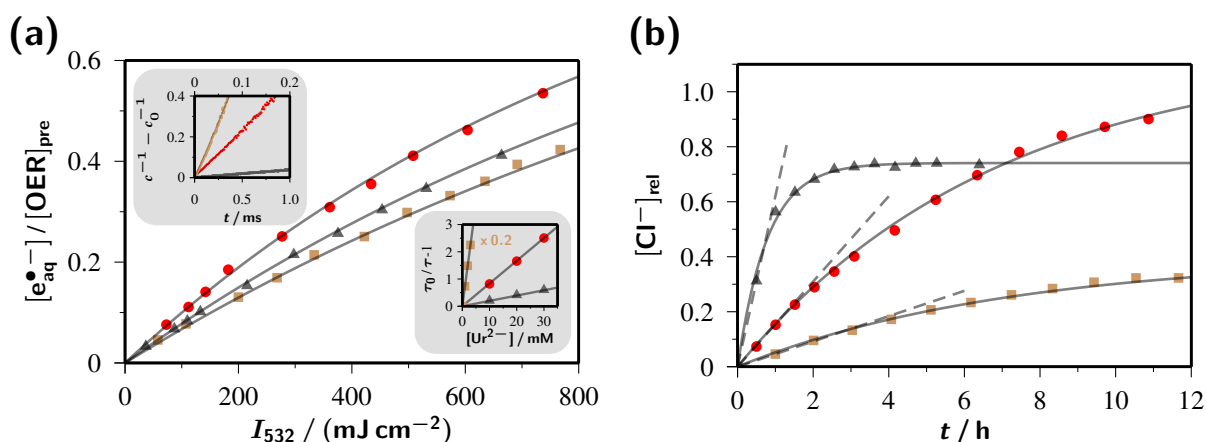 (a)
0.6
0.4
0.2
0
0 200 400 600 800
I532 / (mJ cm−2)
[e•−aq] / [OER]pre
0 0.1 0.2
0.4
0.2
0
0 0.5 1.0
t / ms
c−1 − c0−1
3
2
1
0
0 10 20 30
[Ur2−] / mM
τ0/τ-1
x 0.2
(b)
1.0
0.8
0.6
0.4
0.2
0.0
0 2 4 6 8 10 12
t / h
[Cl−]rel